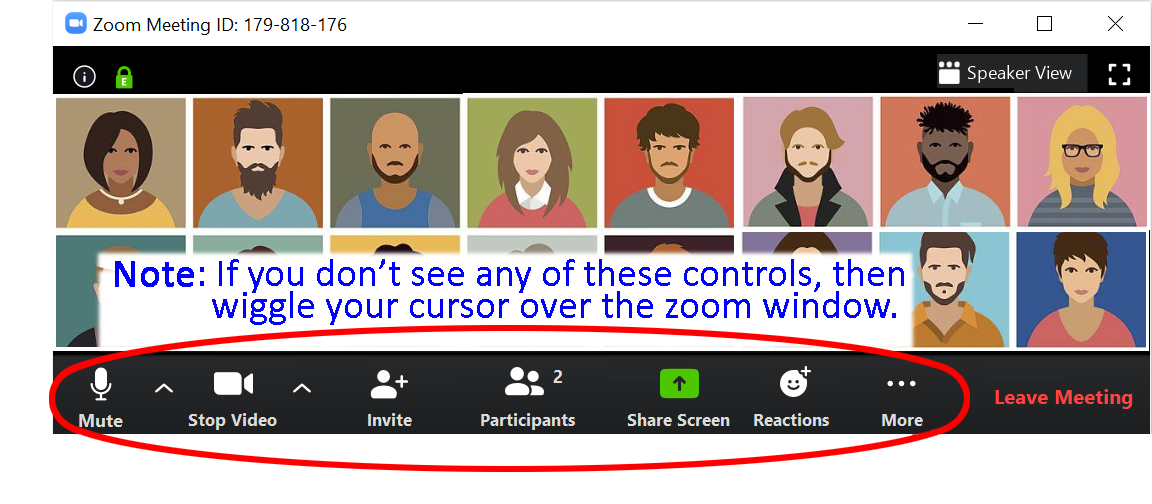 Zoom Meeting ID: 179-818-176
E
Speaker View
Note: If you don't see any of these controls, then
wiggle your cursor over the zoom window.
2
Mute Stop Video Invite Participants Share Screen Reactions More
Leave Meeting